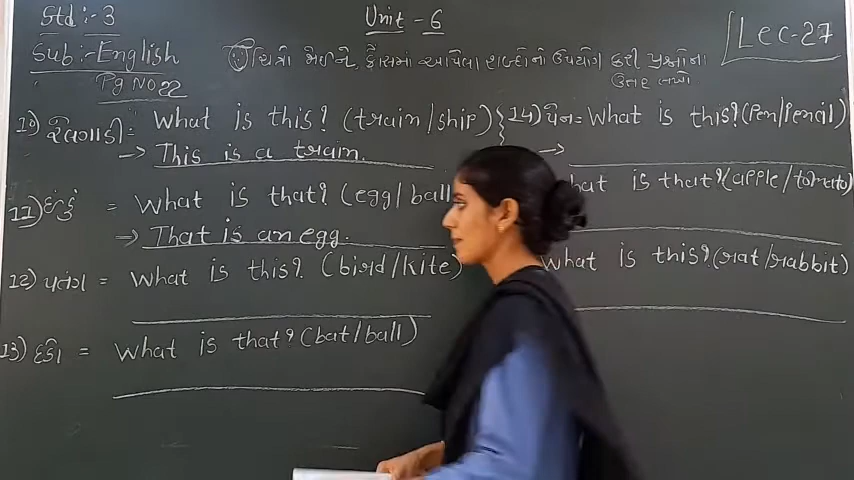 Std :- 3
Unit - 6
Lec-27
Sub :- English
Pg No 22
ચિત્રો જોઈને, કૌંસમાં આપેલા શબ્દોનો ઉપયોગ કરી પ્રશ્નોના
ઉત્તર લખો
10) રેલગાડી = What is this? (train/ship)
→ This is a train.
11) ઈંડું = What is that? (egg/ball
→ That is an egg.
12) પતંગ = What is this? (bird/kite)
13) દડો = What is that? (bat/ball)
14) પેન = What is this? (Pen/Pencil)
→
hat is that? (apple/tomato)
What is this? (rat/rabbit)